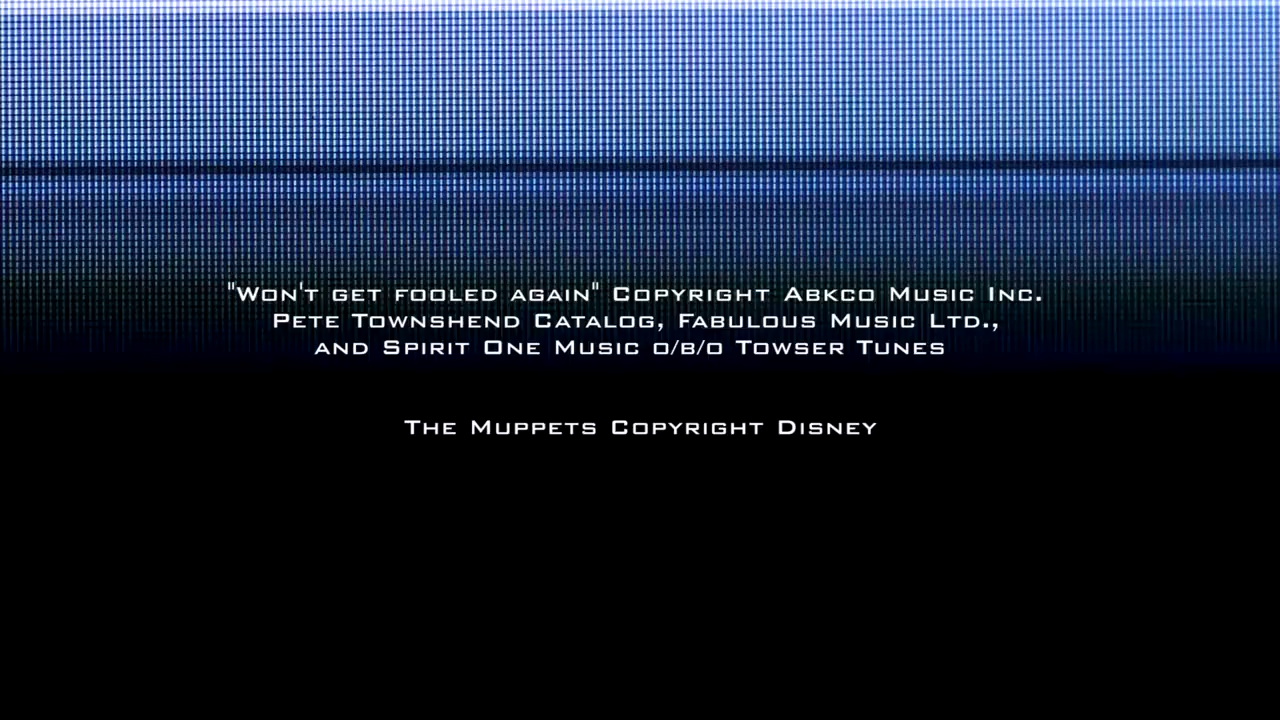 "Won't get fooled again" Copyright Abkco Music Inc.
Pete Townshend Catalog, Fabulous Music Ltd.,
and Spirit One Music o/b/o Towser Tunes
The Muppets Copyright Disney